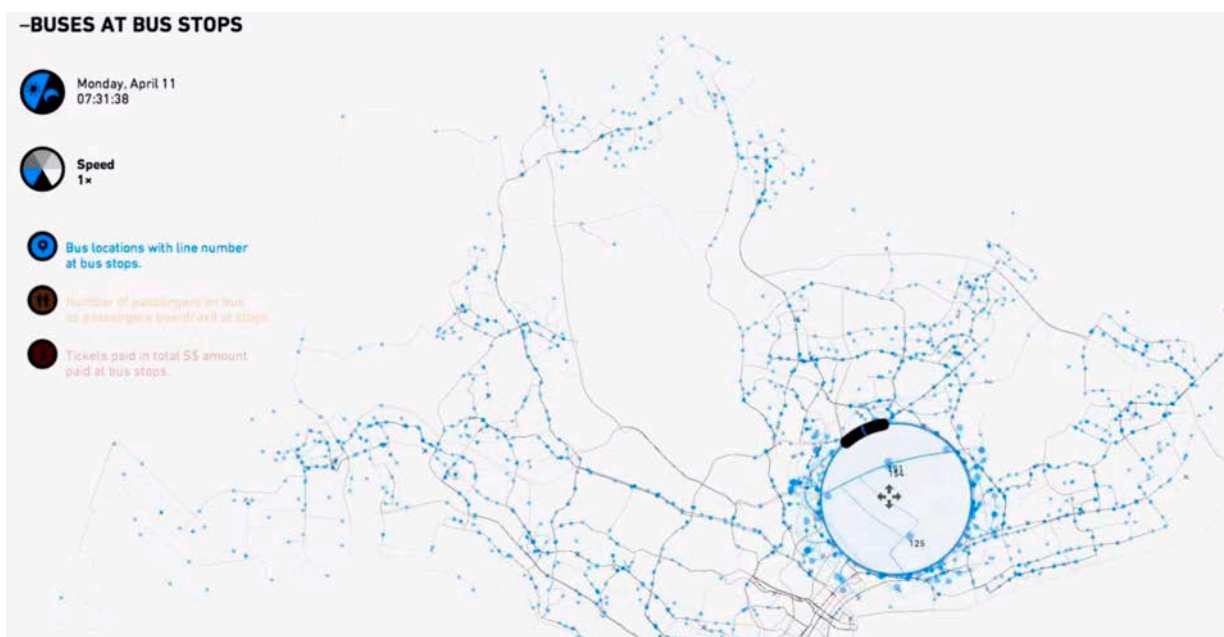 –BUSES AT BUS STOPS
Monday, April 11
07:31:38
Speed
1×
Bus locations with line number
at bus stops.
Number of passengers on bus
as passengers board/exit at stops.
Tickets paid in total S$ amount
paid at bus stops.
125